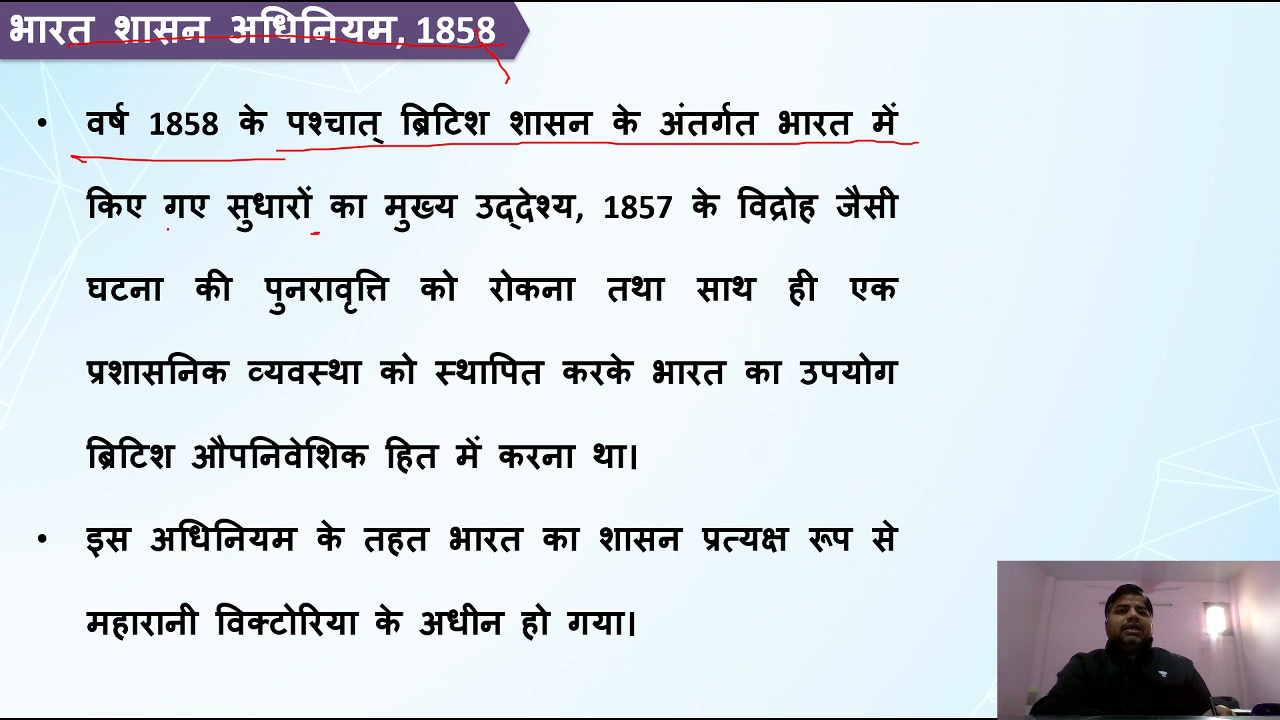 भारत शासन अधिनियम, 1858
• वर्ष 1858 के पश्चात् ब्रिटिश शासन के अंतर्गत भारत में
किए गए सुधारों का मुख्य उद्देश्य, 1857 के विद्रोह जैसी
घटना की पुनरावृत्ति को रोकना तथा साथ ही एक
प्रशासनिक व्यवस्था को स्थापित करके भारत का उपयोग
ब्रिटिश औपनिवेशिक हित में करना था।
• इस अधिनियम के तहत भारत का शासन प्रत्यक्ष रूप से
महारानी विक्टोरिया के अधीन हो गया।